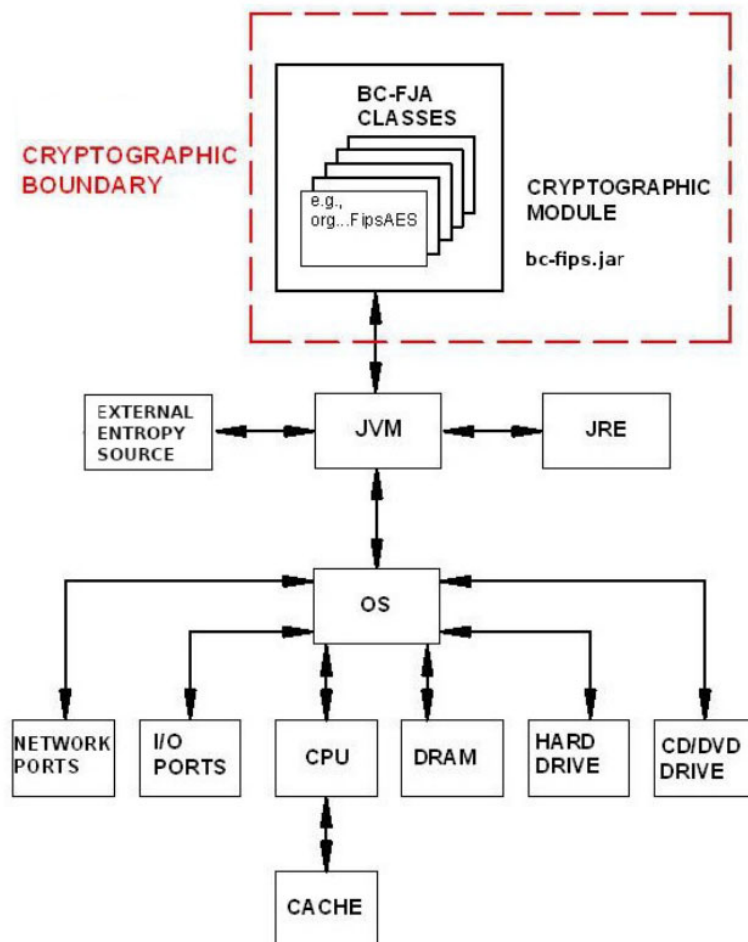 BC-FJA
CLASSES
CRYPTOGRAPHIC
BOUNDARY
e.g.,
org...FipsAES
CRYPTOGRAPHIC
MODULE
bc-fips.jar
EXTERNAL
ENTROPY
SOURCE
JVM
JRE
OS
NETWORK
PORTS
I/O
PORTS
CPU
DRAM
HARD
DRIVE
CD/DVD
DRIVE
CACHE